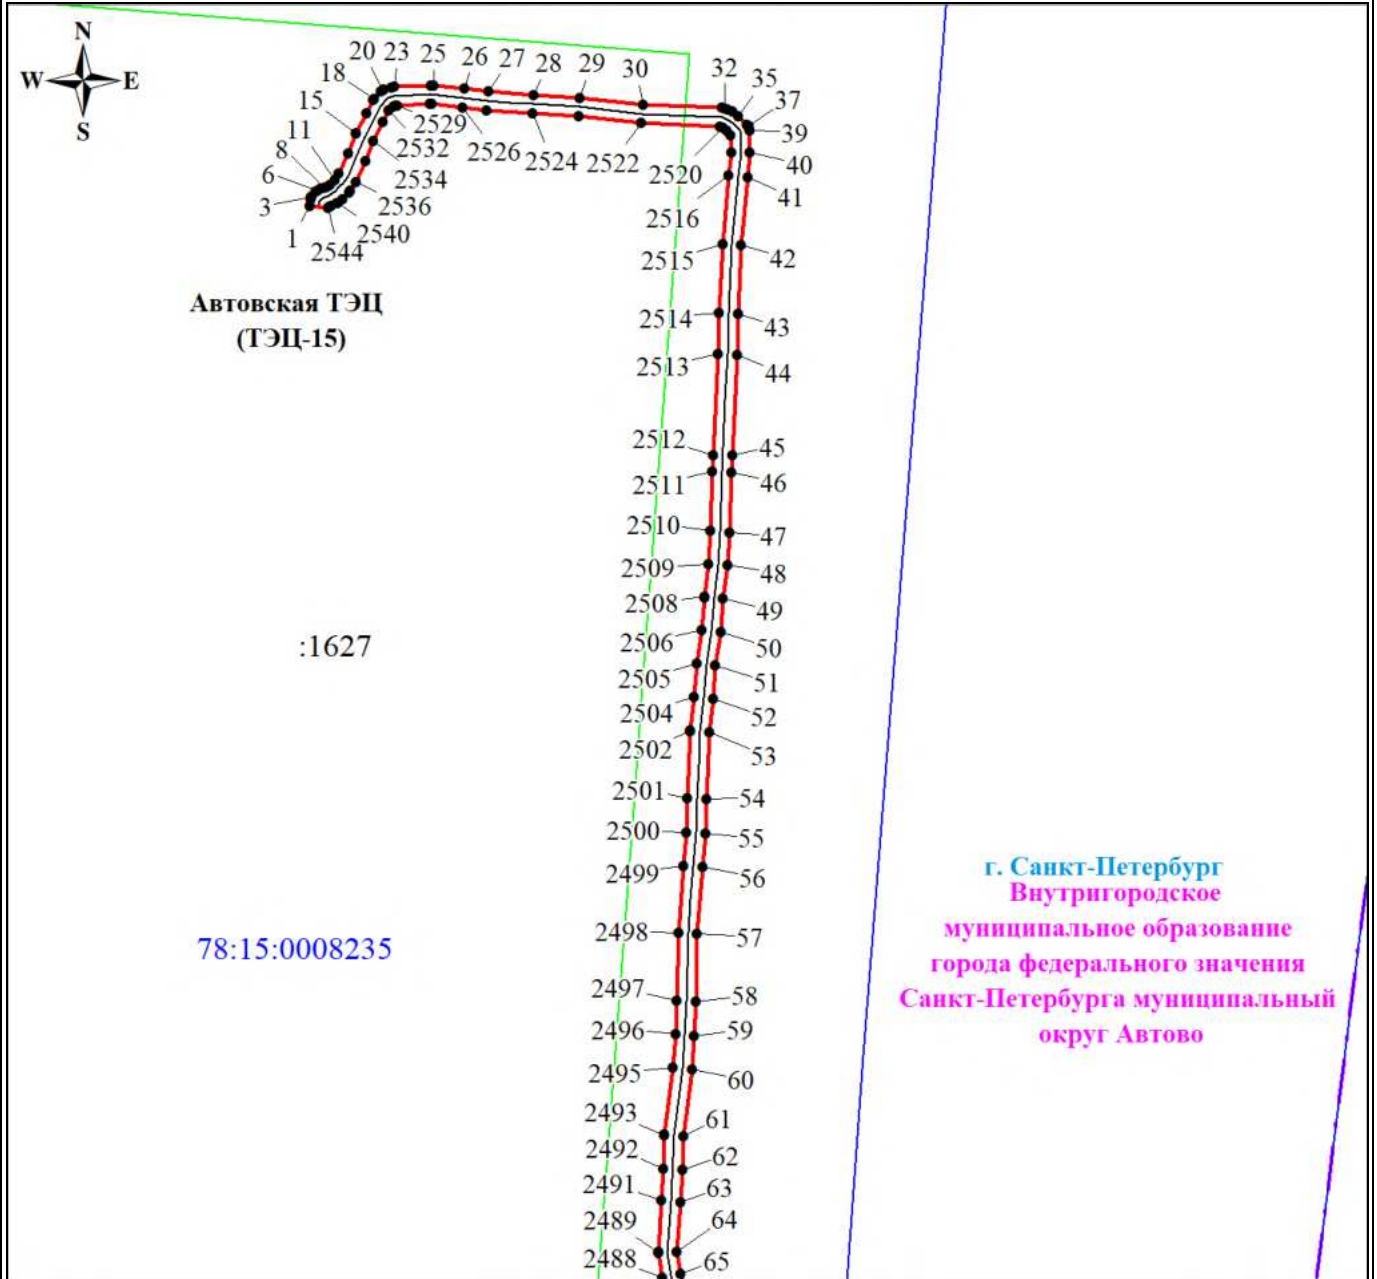 N
W E
S
20 23 25 26 27 28 29 30 32 35
18 37
15 39
11 2529
2532 2526 2524 2522 2520 40
8
6 2534 41
3 2536 2516
1 2540
2544
2515 42
Автовская ТЭЦ
(ТЭЦ-15)
2514 43
2513 44
2512 45
2511 46
2510 47
2509 48
2508 49
2506 50
:1627
2505 51
2504 52
2502 53
2501 54
2500 55
2499 56
г. Санкт-Петербург
Внутригородское
муниципальное образование
города федерального значения
Санкт-Петербурга муниципальный
округ Автово
2498 57
78:15:0008235
2497 58
2496 59
2495 60
2493 61
2492 62
2491 63
2489 64
2488 65